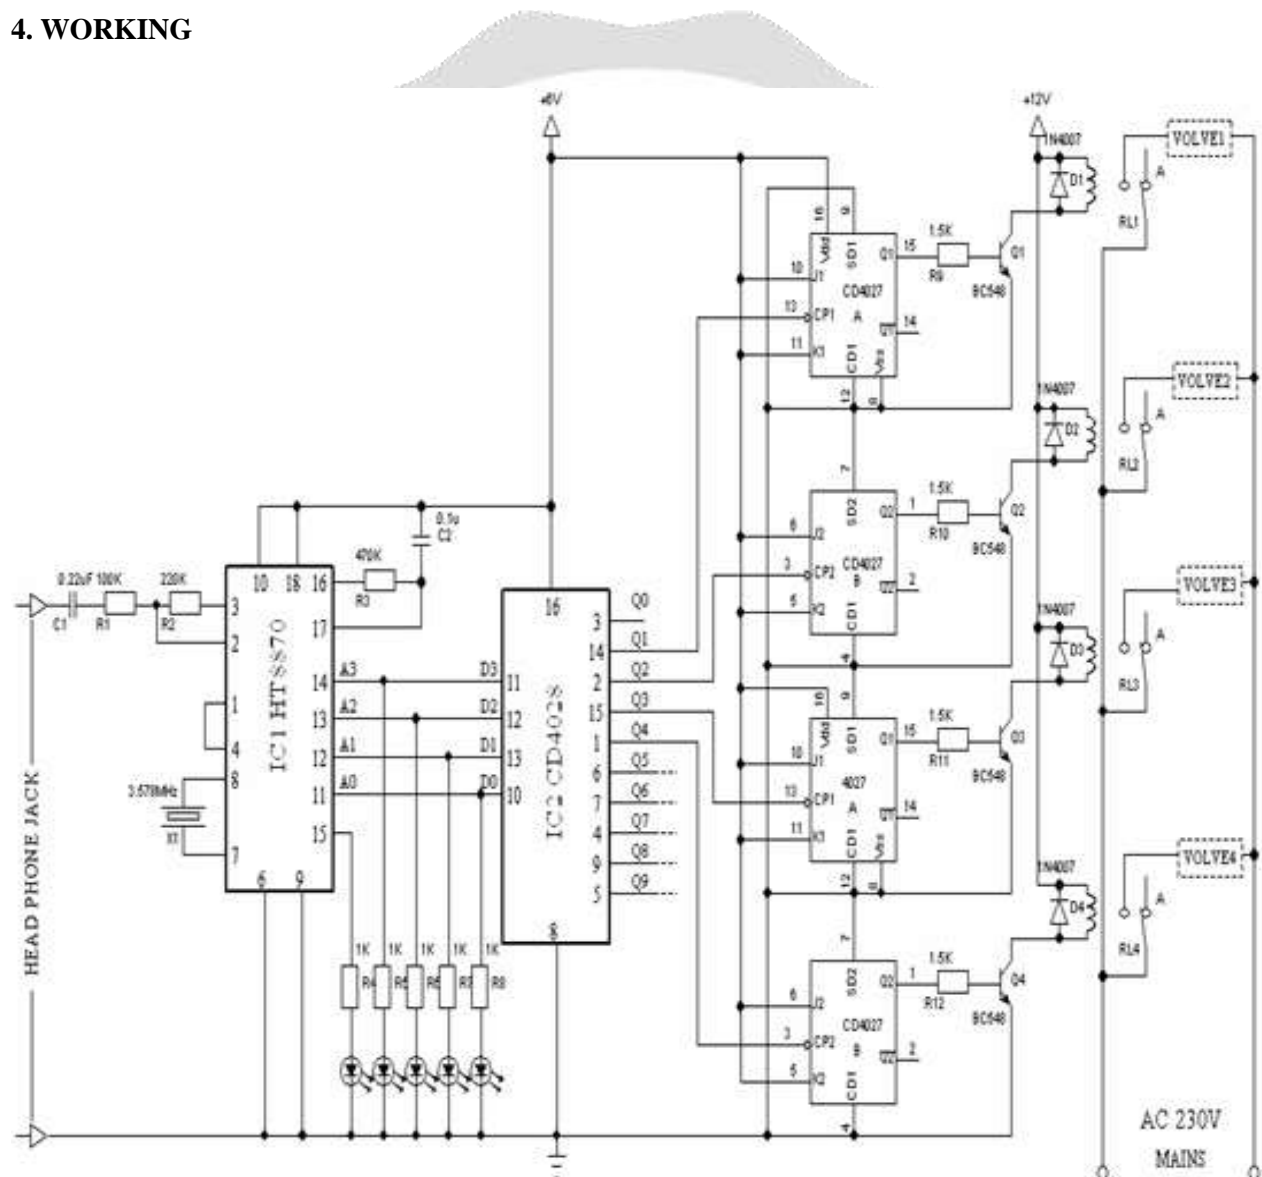 4. WORKING
+6V
+12V
1N4007
VOLVE1
D1
A
RL1
16
9
Vdd
SD1
Q1
15
1.5K
R9
Q1
BC548
10
J1
CD4027
13
CP1
A
Q1
14
11
K1
CD1
Vss
12
8
1N4007
VOLVE2
D2
A
RL2
7
SD2
Q2
1
1.5K
R10
Q2
BC548
6
J2
CD4027
3
CP2
B
Q2
2
5
K2
CD1
4
0.1u
C2
470K
R3
0.22uF
100K
220K
C1
R1
R2
10
18
16
3
17
2
IC1 HT8870
1
4
8
7
3.578MHz
X1
14
13
12
11
15
6
9
A3
A2
A1
A0
D3
D2
D1
D0
11
12
13
10
16
IC2 CD4028
8
3
14
2
15
1
6
7
4
9
5
Q0
Q1
Q2
Q3
Q4
Q5
Q6
Q7
Q8
Q9
1N4007
VOLVE3
D3
A
RL3
16
9
Vdd
SD1
Q1
15
1.5K
R11
Q3
BC548
10
J1
4027
13
CP1
A
Q1
14
11
K1
CD1
Vss
12
8
1N4007
VOLVE4
D4
A
RL4
7
SD2
Q2
1
1.5K
R12
Q4
BC548
6
J2
CD4027
3
CP2
B
Q2
2
5
K2
CD1
4
1K
1K
1K
1K
1K
R4
R5
R6
R7
R8
HEAD PHONE JACK
AC 230V
MAINS